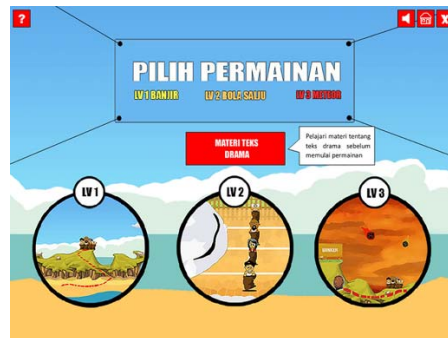 ?
X
PILIH PERMAINAN
LV 1 BANJIR LV 2 BOLA SALJU LV 3 METEOR
MATERI TEKS
DRAMA
Pelajari materi tentang
teks drama sebelum
memulai permainan
LV 1
LV 2
LV 3